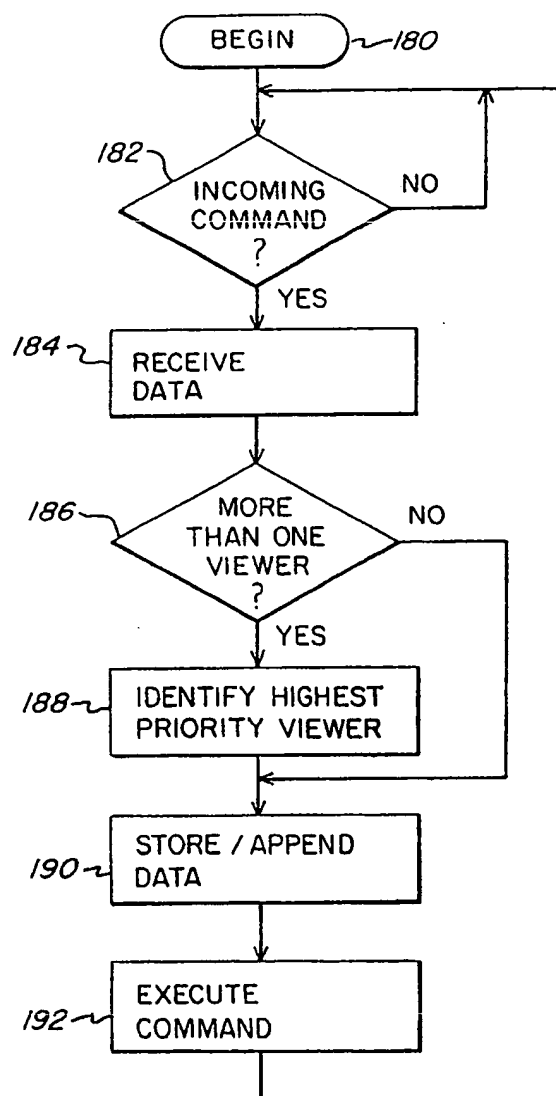 BEGIN 180
182
INCOMING
COMMAND
?
NO
YES
184
RECEIVE
DATA
186
MORE
THAN ONE
VIEWER
?
NO
YES
188
IDENTIFY HIGHEST
PRIORITY VIEWER
190
STORE / APPEND
DATA
192
EXECUTE
COMMAND